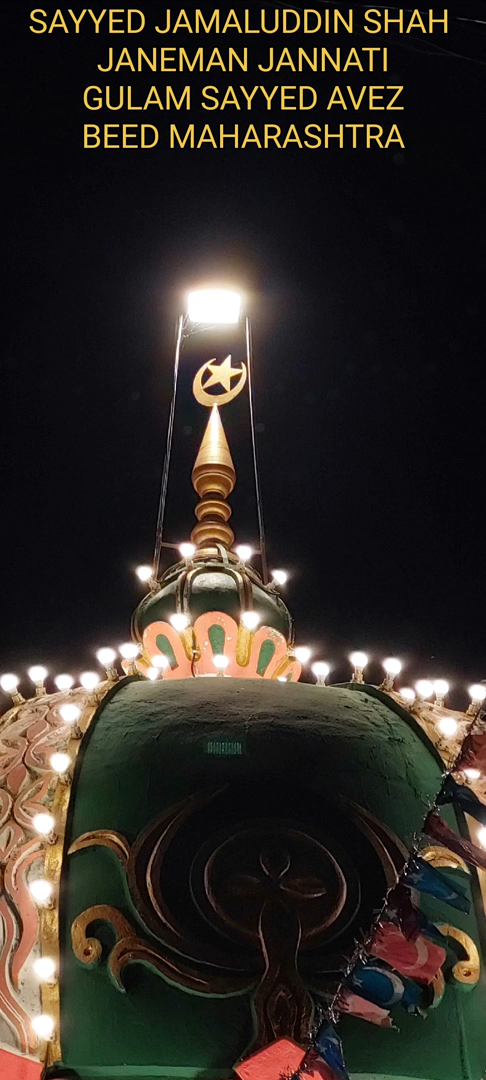 SAYYED JAMALUDDIN SHAH
JANEMAN JANNATI
GULAM SAYYED AVEZ
BEED MAHARASHTRA